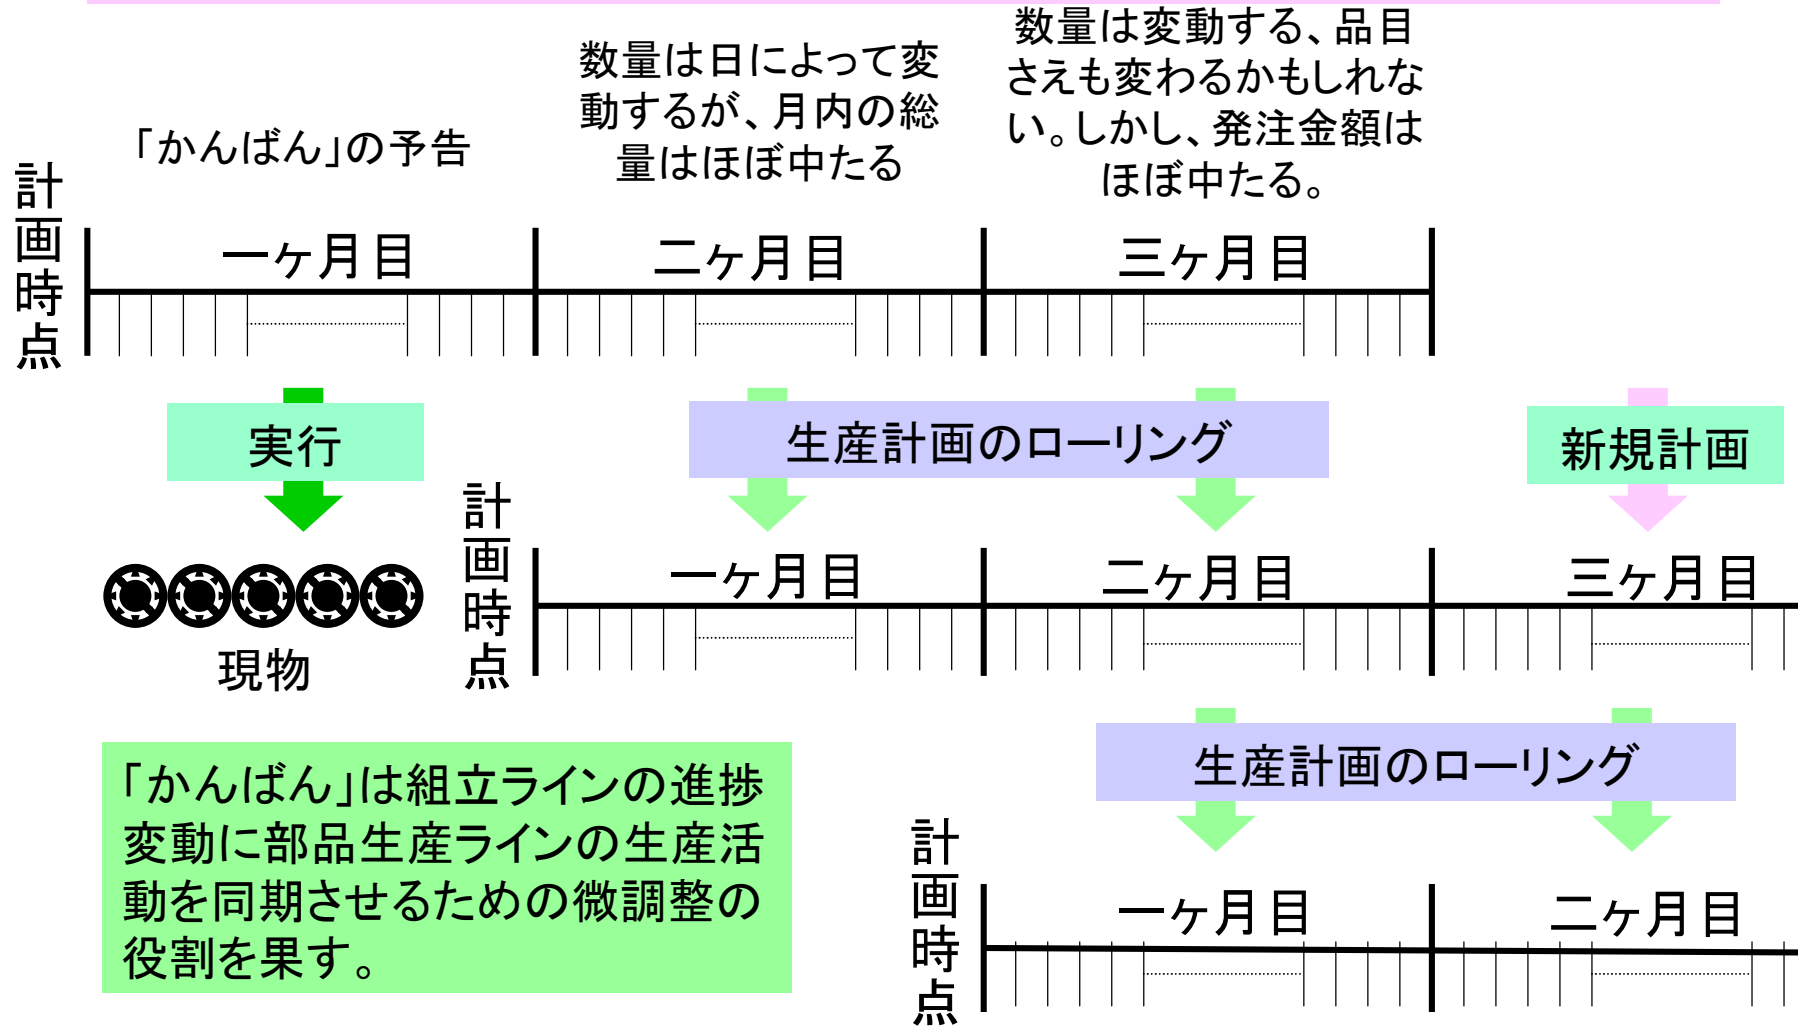 「かんばん」の予告
数量は日によって変
動するが、月内の総
量はほぼ中たる
数量は変動する、品目
さえも変わるかもしれな
い。しかし、発注金額は
ほぼ中たる。
計画時点
一ヶ月目
二ヶ月目
三ヶ月目
実行
生産計画のローリング
新規計画
現物
計画時点
一ヶ月目
二ヶ月目
三ヶ月目
「かんばん」は組立ラインの進捗
変動に部品生産ラインの生産活
動を同期させるための微調整の
役割を果す。
生産計画のローリング
計画時点
一ヶ月目
二ヶ月目